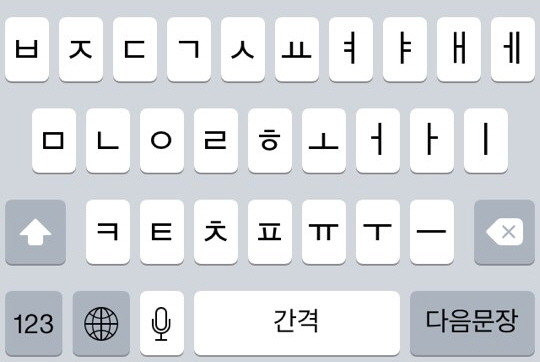 ㅂ ㅈ ㄷ ㄱ ㅅ ㅛ ㅕ ㅑ ㅐ ㅔ
ㅁ ㄴ ㅇ ㄹ ㅎ ㅗ ㅓ ㅏ ㅣ
ㅋ ㅌ ㅊ ㅍ ㅠ ㅜ ㅡ
123 간격 다음문장